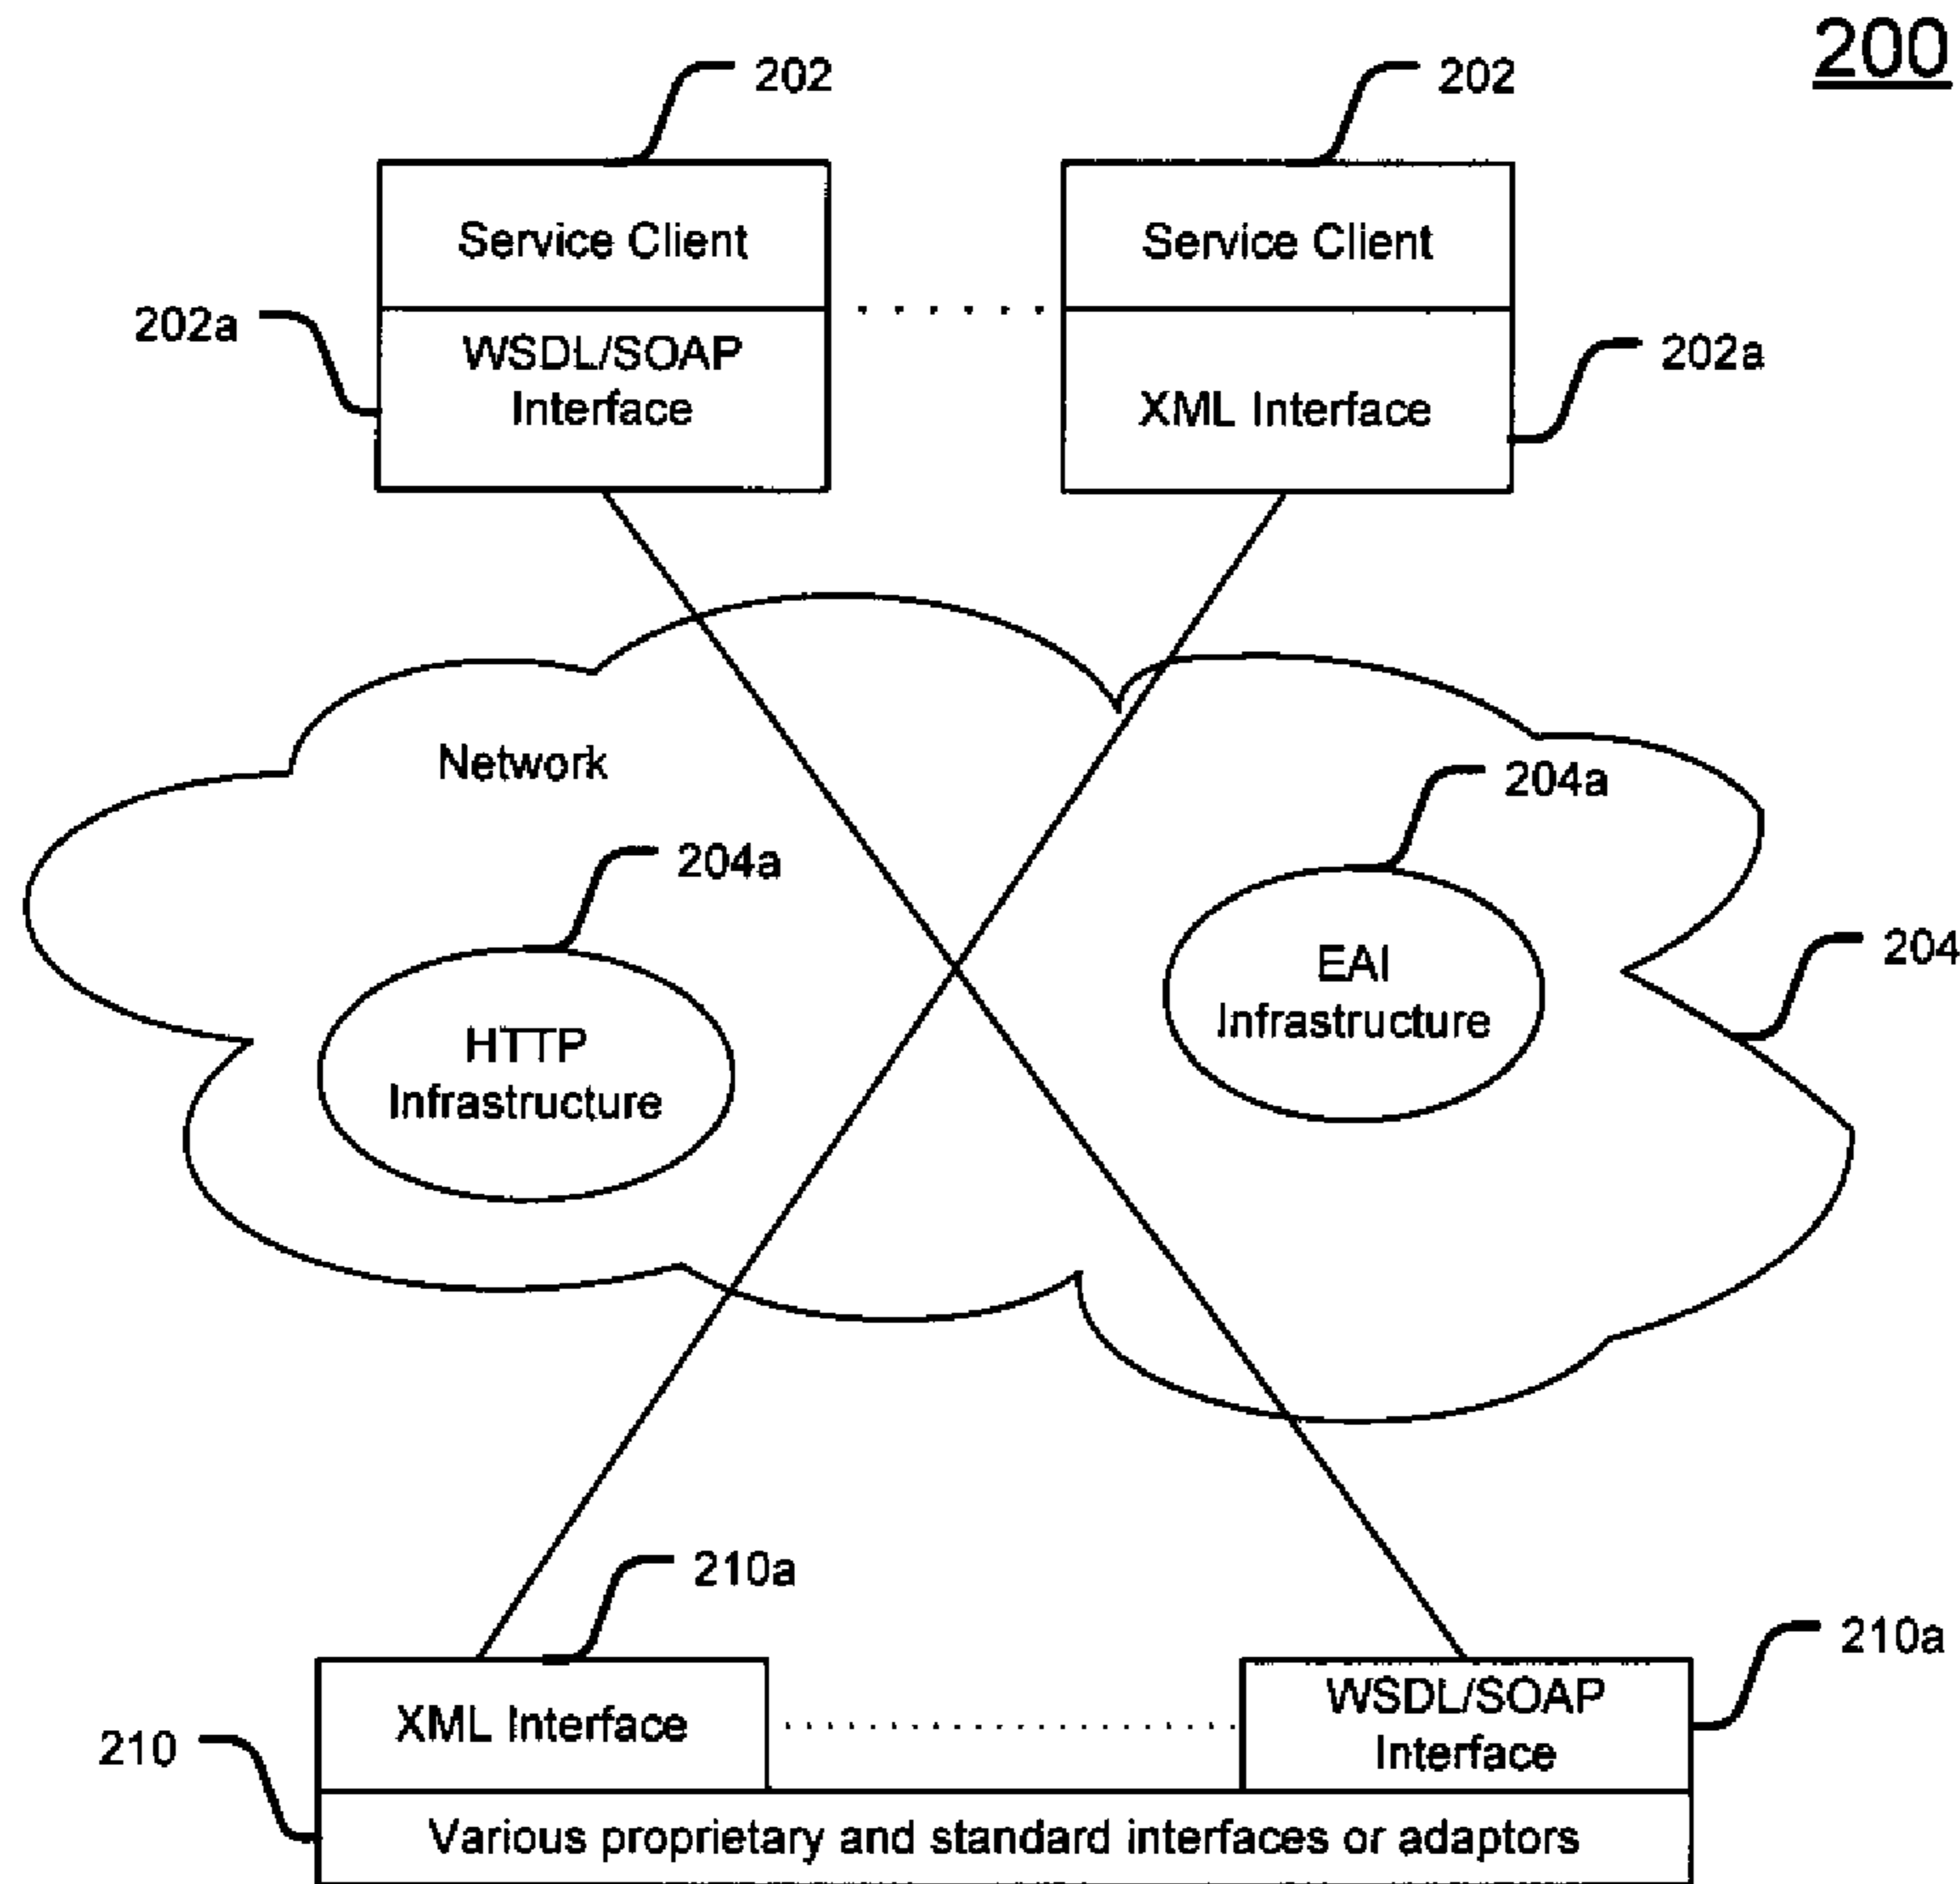 200
202
202
Service Client
Service Client
202a
WSDL/SOAP
Interface
XML Interface
202a
Network
204a
204a
204
EAI
Infrastructure
HTTP
Infrastructure
210a
210a
XML Interface
WSDL/SOAP
Interface
210
Various proprietary and standard interfaces or adaptors